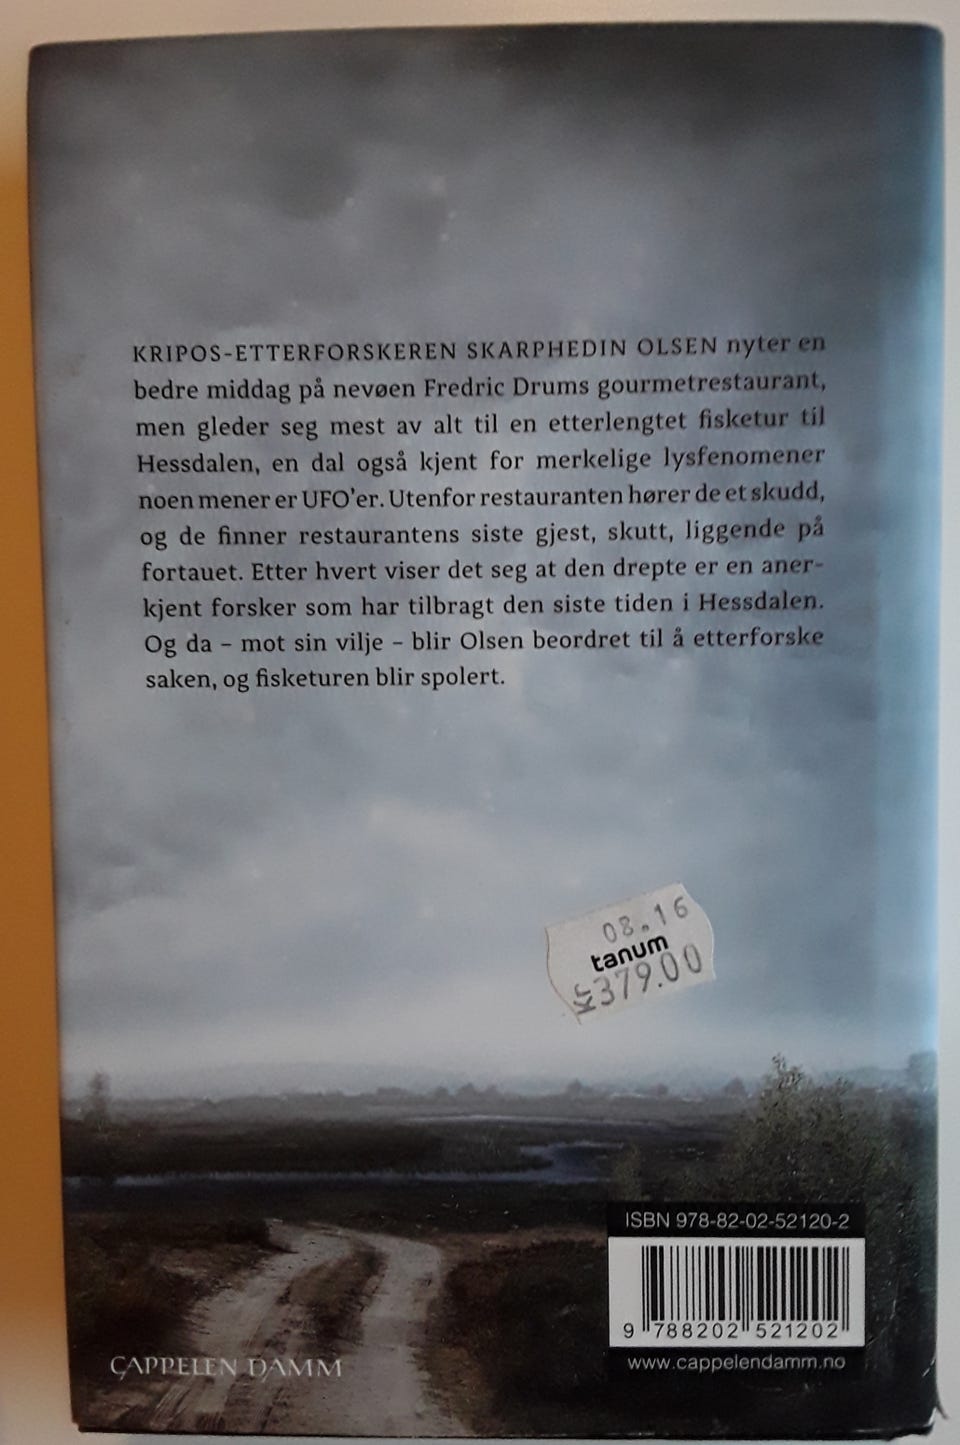 KRIPOS-ETTERFORSKEREN SKARPHEDIN OLSEN nyter en
bedre middag på nevøen Fredric Drums gourmetrestaurant,
men gleder seg mest av alt til en etterlengtet fisketur til
Hessdalen, en dal også kjent for merkelige lysfenomener
noen mener er UFO'er. Utenfor restauranten hører de et skudd,
og de finner restaurantens siste gjest, skutt, liggende på
fortauet. Etter hvert viser det seg at den drepte er en aner-
kjent forsker som har tilbragt den siste tiden i Hessdalen.
Og da – mot sin vilje – blir Olsen beordret til å etterforske
saken, og fisketuren blir spolert.
08.16
tanum
Kr 379.00
ISBN 978-82-02-52120-2
9 788202 521202
www.cappelendamm.no
CAPPELEN DAMM